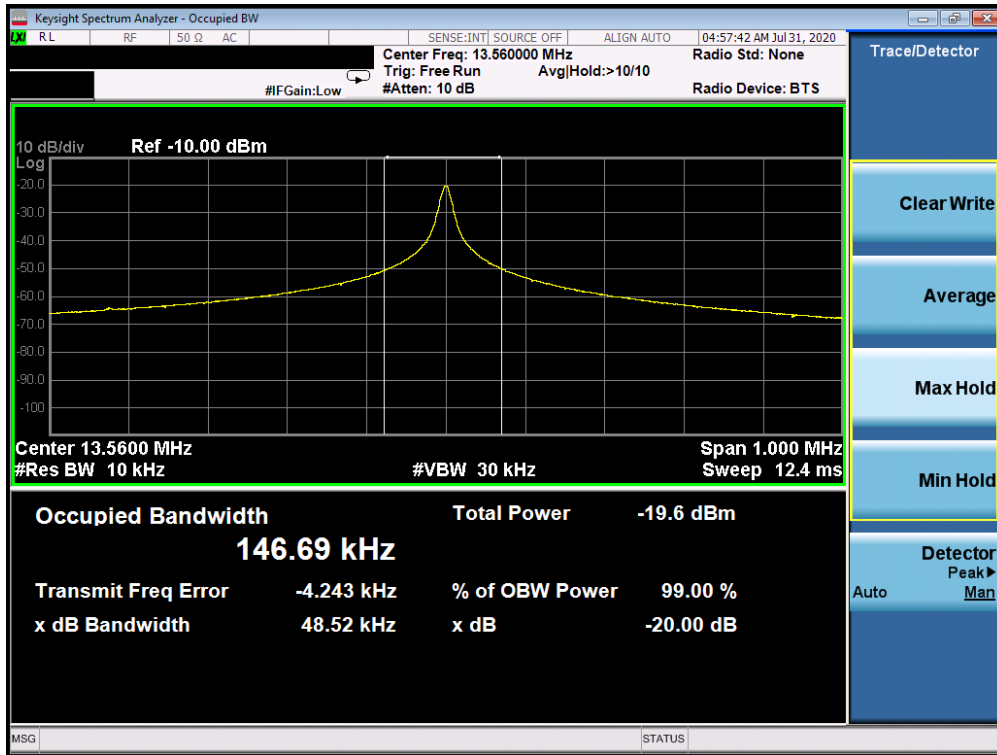 Keysight Spectrum Analyzer - Occupied BW
LXI RL RF 50 Ω AC SENSE:INT SOURCE OFF ALIGN AUTO 04:57:42 AM Jul 31, 2020
Center Freq: 13.560000 MHz Radio Std: None
Trig: Free Run Avg|Hold:>10/10
#IFGain:Low #Atten: 10 dB Radio Device: BTS
Trace/Detector
10 dB/div Ref -10.00 dBm
Log
-20.0
-30.0
-40.0
-50.0
-60.0
-70.0
-80.0
-90.0
-100
Center 13.5600 MHz Span 1.000 MHz
#Res BW 10 kHz #VBW 30 kHz Sweep 12.4 ms
Occupied Bandwidth Total Power -19.6 dBm
146.69 kHz
Transmit Freq Error -4.243 kHz % of OBW Power 99.00 %
x dB Bandwidth 48.52 kHz x dB -20.00 dB
Clear Write
Average
Max Hold
Min Hold
Detector
Peak▶
Auto Man
MSG STATUS